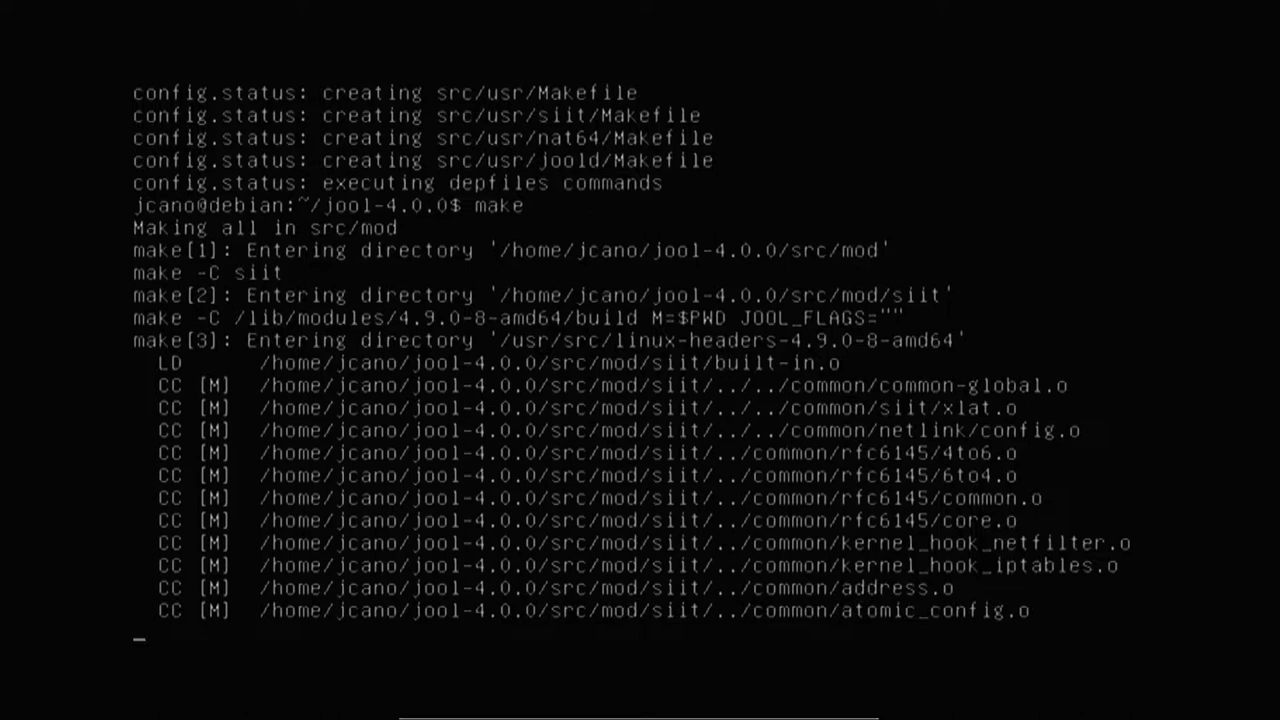 config.status: creating src/usr/Makefile
config.status: creating src/usr/siit/Makefile
config.status: creating src/usr/nat64/Makefile
config.status: creating src/usr/joold/Makefile
config.status: executing depfiles commands
jcano@debian:~/jool-4.0.0$ make
Making all in src/mod
make[1]: Entering directory '/home/jcano/jool-4.0.0/src/mod'
make -C siit
make[2]: Entering directory '/home/jcano/jool-4.0.0/src/mod/siit'
make -C /lib/modules/4.9.0-8-amd64/build M=$PWD JOOL_FLAGS=""
make[3]: Entering directory '/usr/src/linux-headers-4.9.0-8-amd64'
LD /home/jcano/jool-4.0.0/src/mod/siit/built-in.o
CC [M] /home/jcano/jool-4.0.0/src/mod/siit/../../common/common-global.o
CC [M] /home/jcano/jool-4.0.0/src/mod/siit/../common/siit/xlat.o
CC [M] /home/jcano/jool-4.0.0/src/mod/siit/../../common/netlink/config.o
CC [M] /home/jcano/jool-4.0.0/src/mod/siit/../common/rfc6145/4to6.o
CC [M] /home/jcano/jool-4.0.0/src/mod/siit/../common/rfc6145/6to4.o
CC [M] /home/jcano/jool-4.0.0/src/mod/siit/../common/rfc6145/common.o
CC [M] /home/jcano/jool-4.0.0/src/mod/siit/../common/rfc6145/core.o
CC [M] /home/jcano/jool-4.0.0/src/mod/siit/../common/kernel_hook_netfilter.o
CC [M] /home/jcano/jool-4.0.0/src/mod/siit/../common/kernel_hook_iptables.o
CC [M] /home/jcano/jool-4.0.0/src/mod/siit/../common/address.o
CC [M] /home/jcano/jool-4.0.0/src/mod/siit/../common/atomic_config.o